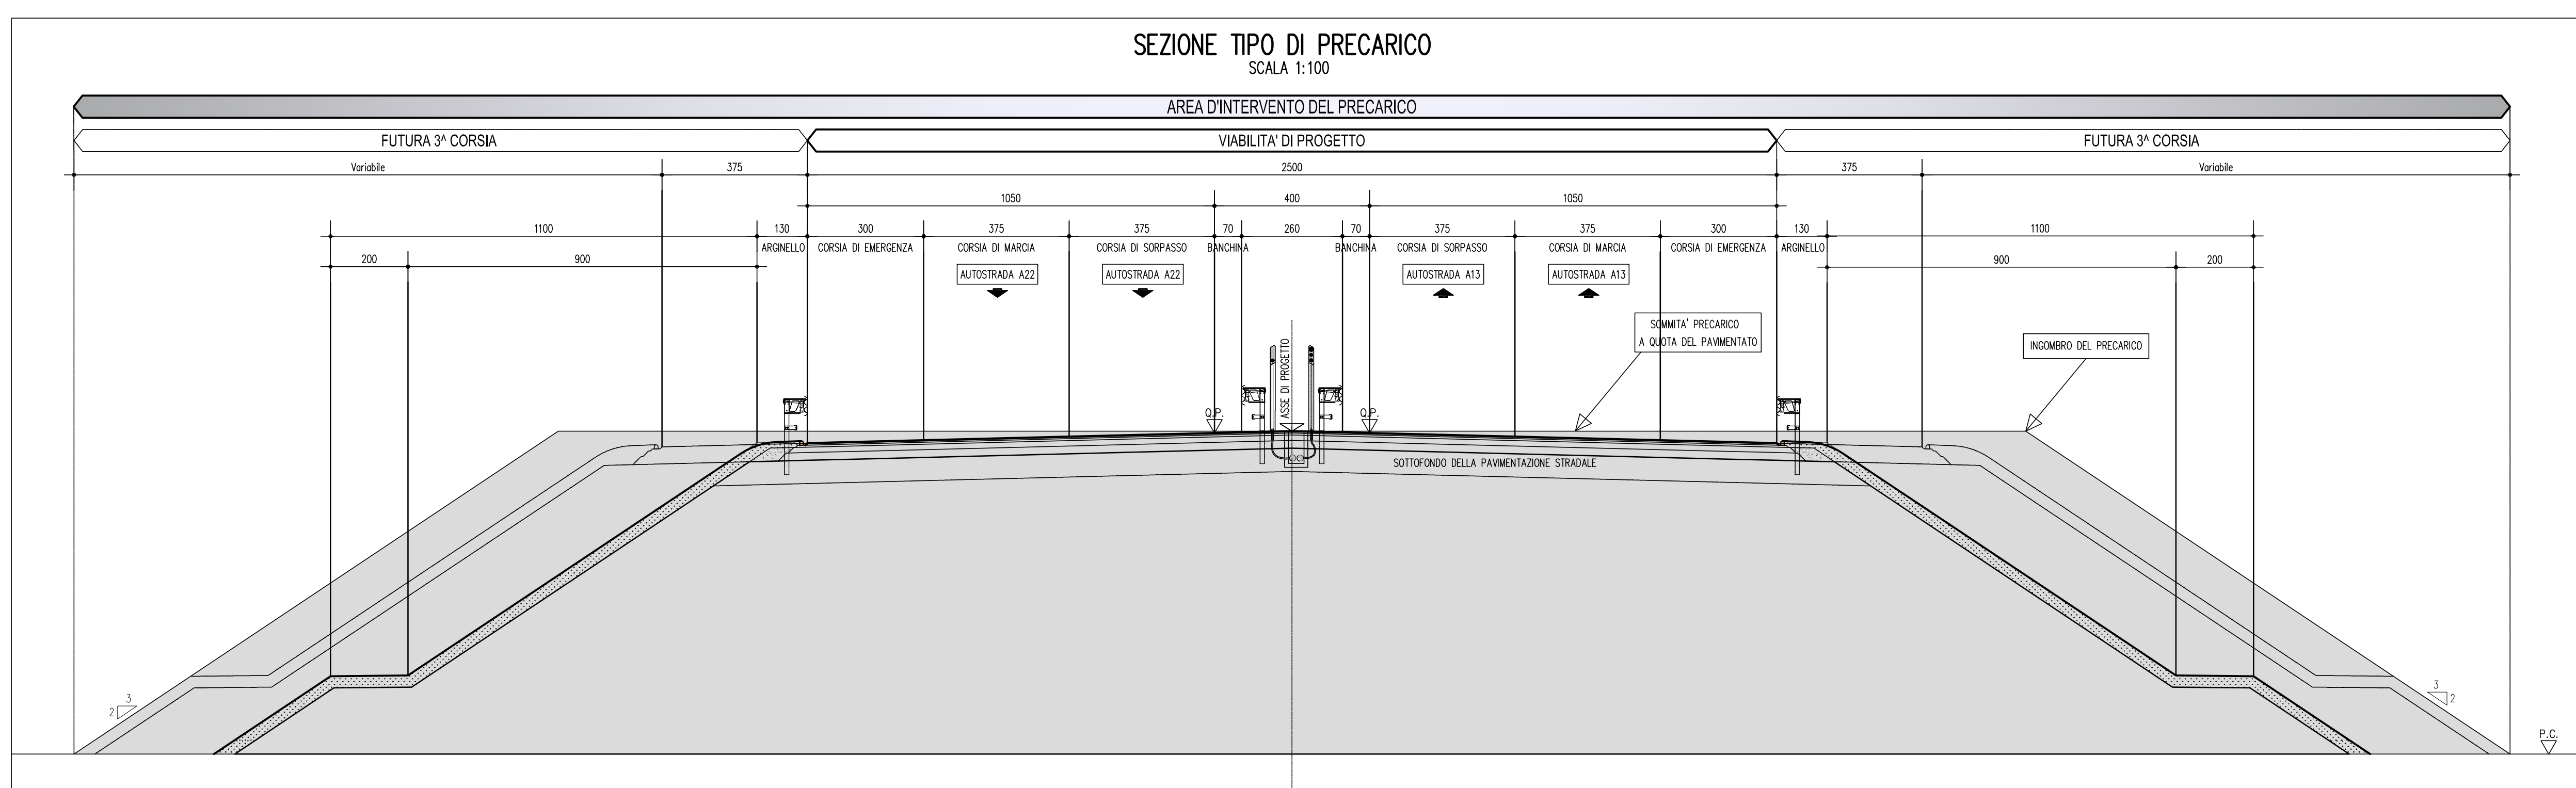 SEZIONE TIPO DI PRECARICO
SCALA 1:100
AREA D'INTERVENTO DEL PRECARICO
FUTURA 3^ CORSIA
VIABILITA' DI PROGETTO
FUTURA 3^ CORSIA
Variabile
375
2500
375
Variabile
1050
400
1050
1100
130
300
375
375
70
260
70
375
375
300
130
1100
ARGINELLO
CORSIA DI EMERGENZA
CORSIA DI MARCIA
CORSIA DI SORPASSO
BANCHINA
BANCHINA
CORSIA DI SORPASSO
CORSIA DI MARCIA
CORSIA DI EMERGENZA
ARGINELLO
200
900
900
200
AUTOSTRADA A22
AUTOSTRADA A22
AUTOSTRADA A13
AUTOSTRADA A13
SOMMITA' PRECARICO
A QUOTA DEL PAVIMENTATO
INGOMBRO DEL PRECARICO
ASSE DI PROGETTO
Q.P.
Q.P.
SOTTOFONDO DELLA PAVIMENTAZIONE STRADALE
3
2
3
2
P.C.